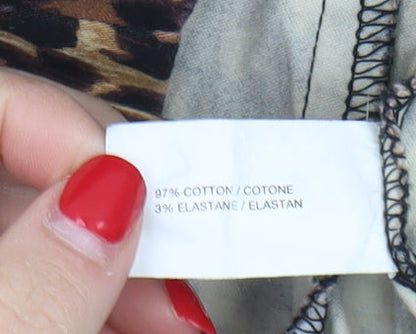 97% COTTON / COTONE
3% ELASTANE / ELASTAN